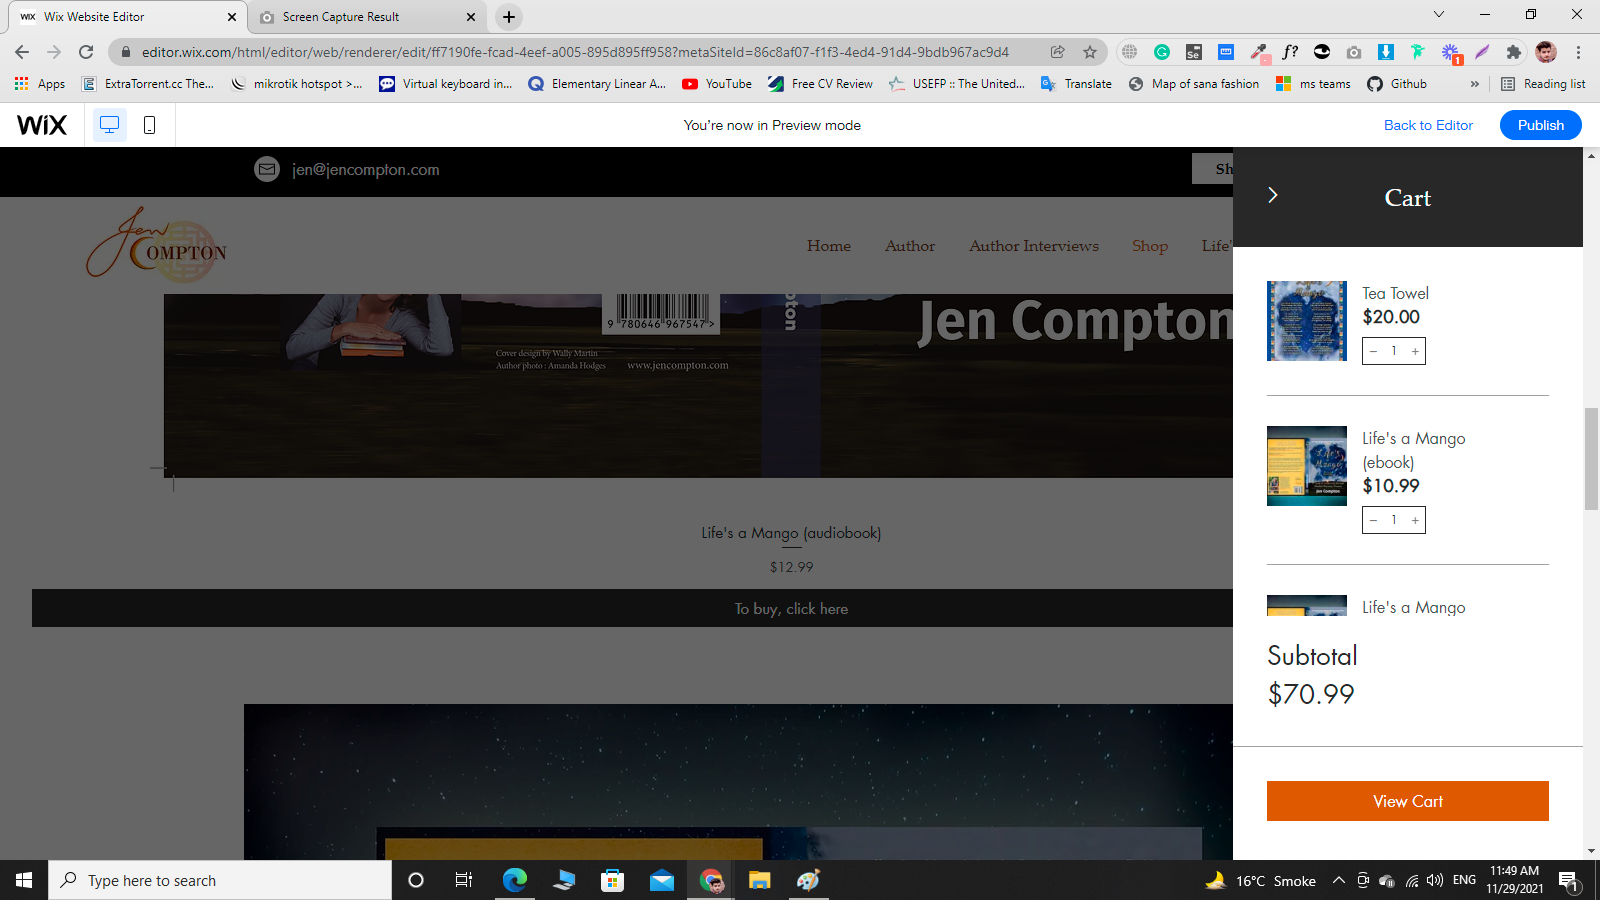 Wix Website Editor
Screen Capture Result
editor.wix.com/html/editor/web/renderer/edit/ff7190fe-fcad-4eef-a005-895d895ff958?metaSiteId=86c8af07-f1f3-4ed4-91d4-9bdb967ac9d4
Apps
ExtraTorrent.cc The...
mikrotik hotspot >...
Virtual keyboard in...
Elementary Linear A...
YouTube
Free CV Review
USEFP :: The United...
Translate
Map of sana fashion
ms teams
Github
»
Reading list
WIX
You're now in Preview mode
Back to Editor
Publish
jen@jencompton.com
Sh
Jen
COMPTON
Home
Author
Author Interviews
Shop
Life'
9 780646 967547 >
Cover design by Wally Martin
Author photo : Amanda Hodges
www.jencompton.com
pton
Jen Compton
Life's a Mango (audiobook)
$12.99
To buy, click here
Cart
Tea Towel
$20.00
− 1 +
Life's a Mango
(ebook)
$10.99
− 1 +
Life's a Mango
Subtotal
$70.99
View Cart
Type here to search
16°C Smoke
ENG
11:49 AM
11/29/2021
1